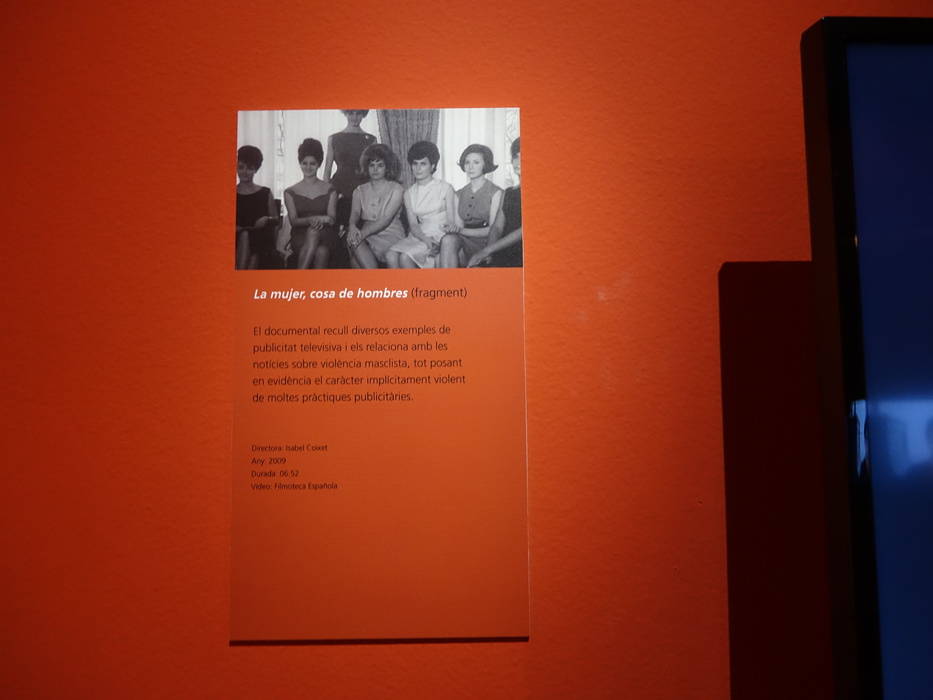 La mujer, cosa de hombres (fragment)
El documental recull diversos exemples de
publicitat televisiva i els relaciona amb les
notícies sobre violència masclista, tot posant
en evidència el caràcter implícitament violent
de moltes pràctiques publicitàries.
Directora: Isabel Coixet
Any: 2009
Durada: 06:52
Vídeo: Filmoteca Española